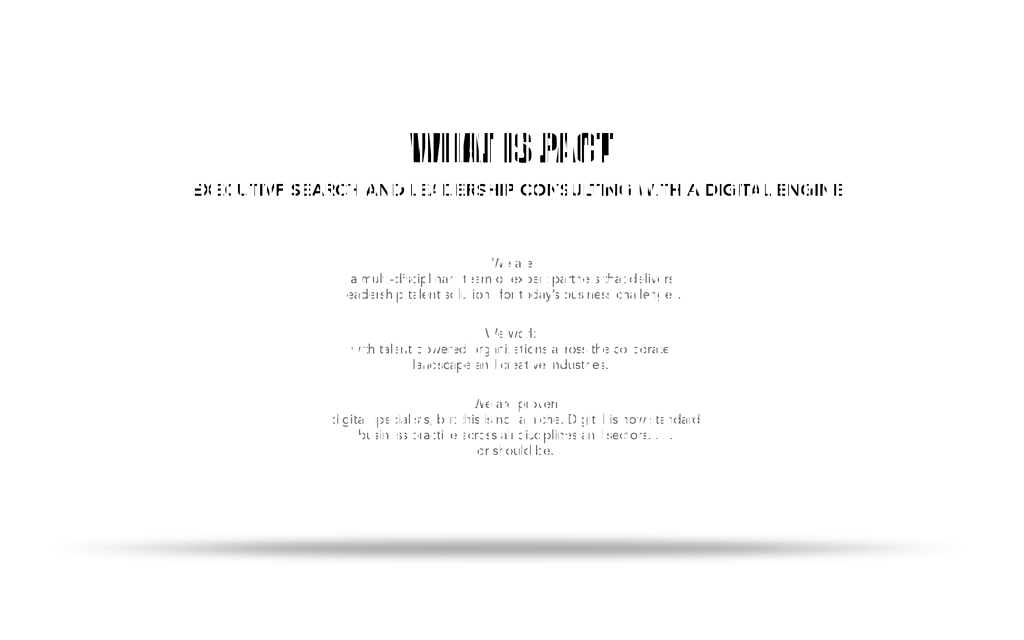 WHAT IS PACT
EXECUTIVE SEARCH AND LEADERSHIP CONSULTING WITH A DIGITAL ENGINE
We are
a multi-disciplinary team of expert partners that delivers
leadership talent solutions for today's business challenges.
We work
with talent powered organisations across the corporate
landscape and creative industries.
We are proven
digital specialists, but this is not a niche. Digital is now standard
business practice across all disciplines and sectors. . . .
or should be.